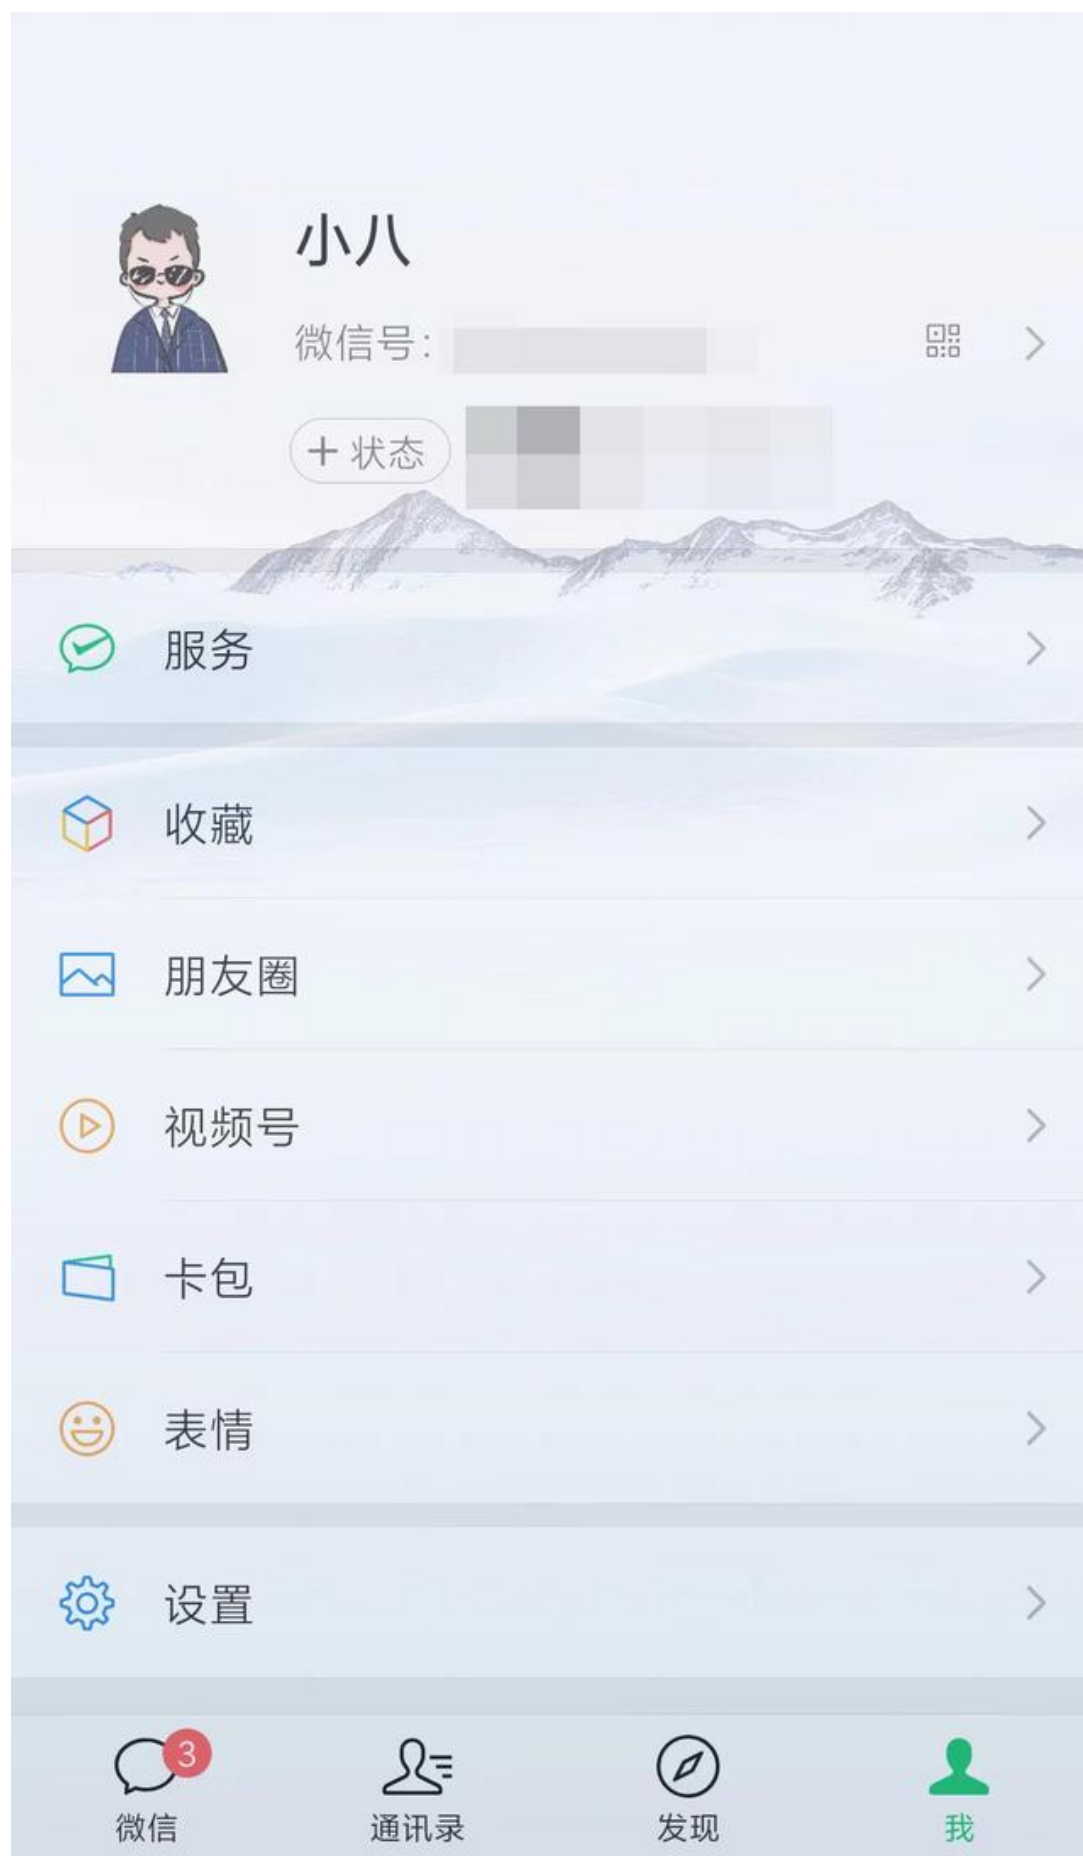 小八
微信号:
+ 状态
服务
收藏
朋友圈
视频号
卡包
表情
设置
3
微信
通讯录
发现
我